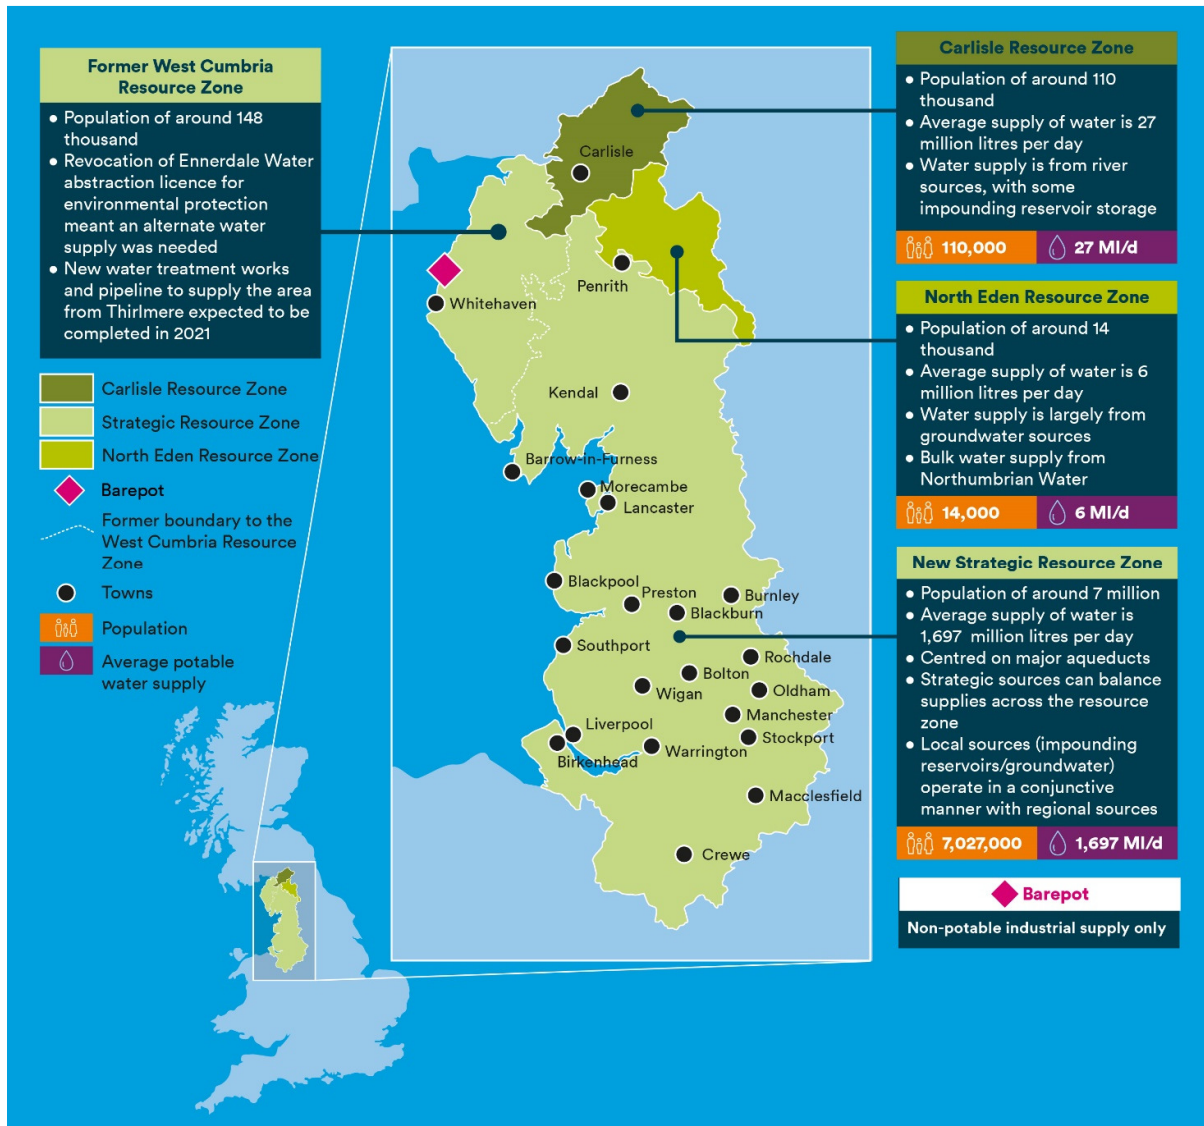 Former West Cumbria
Resource Zone
• Population of around 148
thousand
• Revocation of Ennerdale Water
abstraction licence for
environmental protection
meant an alternate water
supply was needed
• New water treatment works
and pipeline to supply the area
from Thirlmere expected to be
completed in 2021
Carlisle Resource Zone
Strategic Resource Zone
North Eden Resource Zone
Barepot
Former boundary to the
West Cumbria Resource
Zone
Towns
Population
Average potable
water supply
Carlisle
Penrith
Whitehaven
Kendal
Barrow-in-Furness
Morecambe
Lancaster
Blackpool
Preston
Burnley
Blackburn
Southport
Rochdale
Bolton
Wigan
Oldham
Manchester
Liverpool
Stockport
Birkenhead
Warrington
Macclesfield
Crewe
Carlisle Resource Zone
• Population of around 110
thousand
• Average supply of water is 27
million litres per day
• Water supply is from river
sources, with some
impounding reservoir storage
110,000
27 Ml/d
North Eden Resource Zone
• Population of around 14
thousand
• Average supply of water is 6
million litres per day
• Water supply is largely from
groundwater sources
• Bulk water supply from
Northumbrian Water
14,000
6 Ml/d
New Strategic Resource Zone
• Population of around 7 million
• Average supply of water is
1,697 million litres per day
• Centred on major aqueducts
• Strategic sources can balance
supplies across the resource
zone
• Local sources (impounding
reservoirs/groundwater)
operate in a conjunctive
manner with regional sources
7,027,000
1,697 Ml/d
Barepot
Non-potable industrial supply only